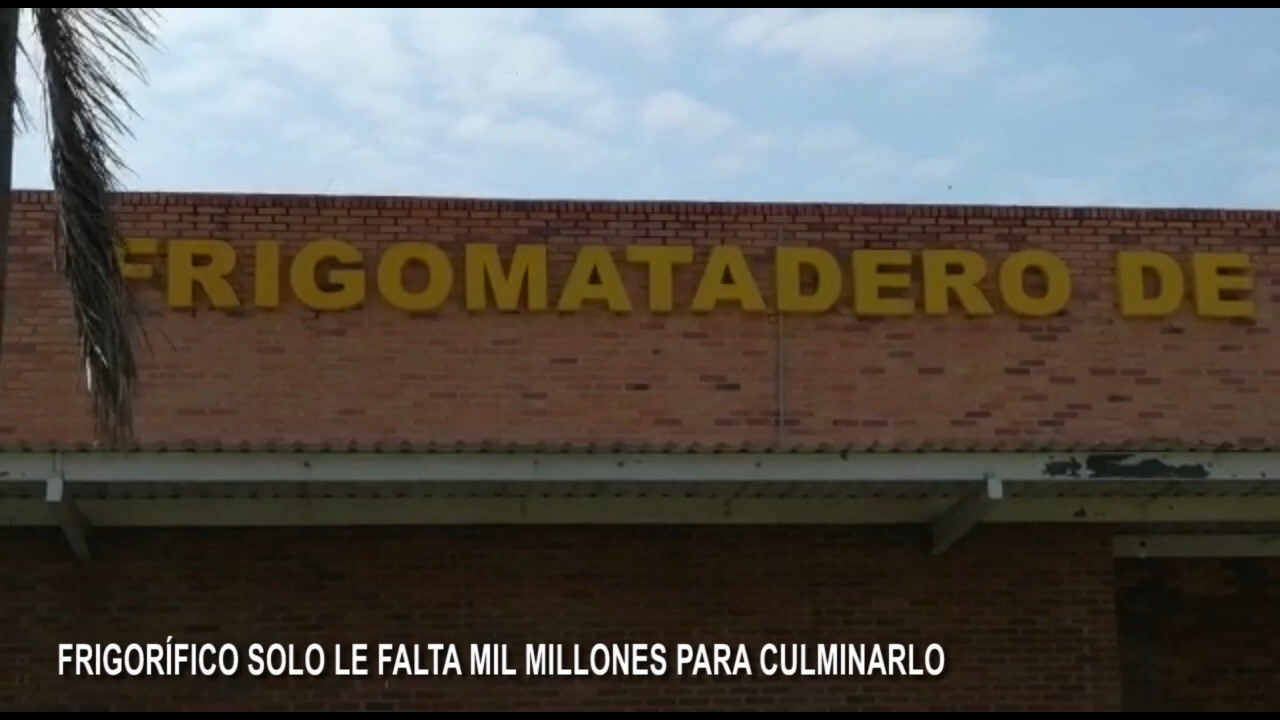 FRIGOMATADERO DE
FRIGORÍFICO SOLO LE FALTA MIL MILLONES PARA CULMINARLO